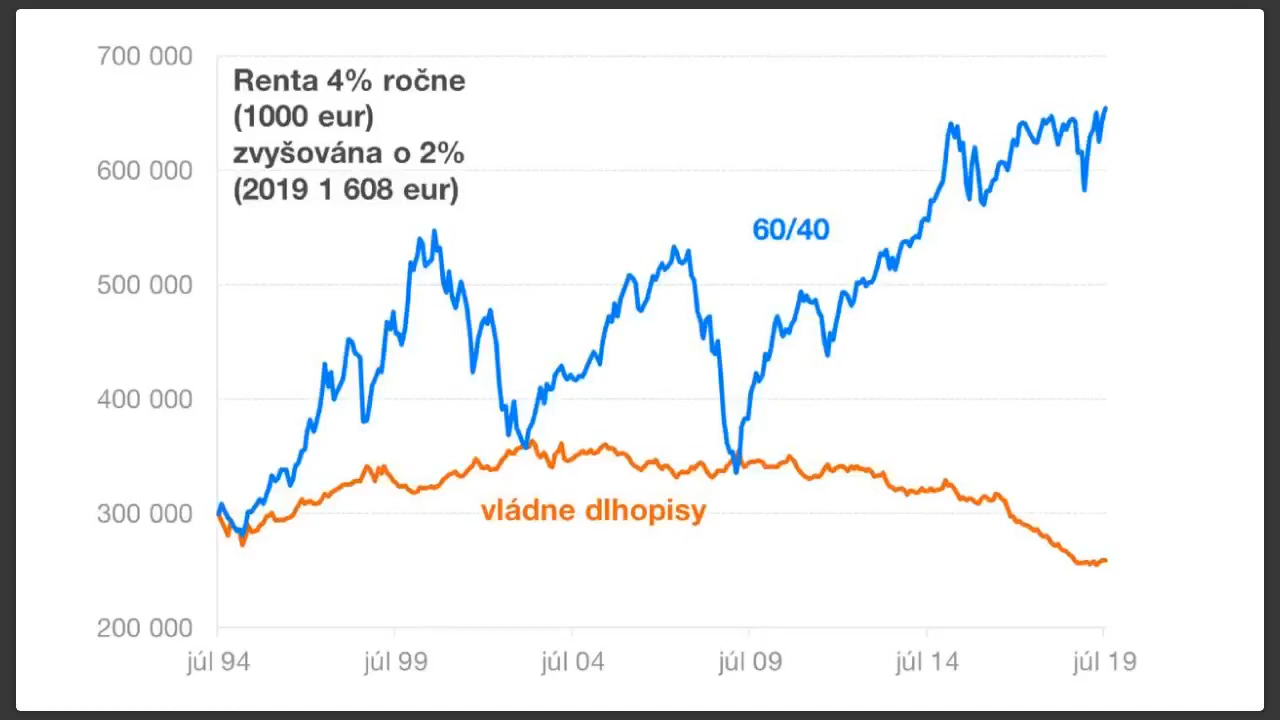 700 000
Renta 4% ročne
(1000 eur)
zvyšována o 2%
(2019 1 608 eur)
600 000
60/40
500 000
400 000
300 000
vládne dlhopisy
200 000
júl 94 júl 99 júl 04 júl 09 júl 14 júl 19